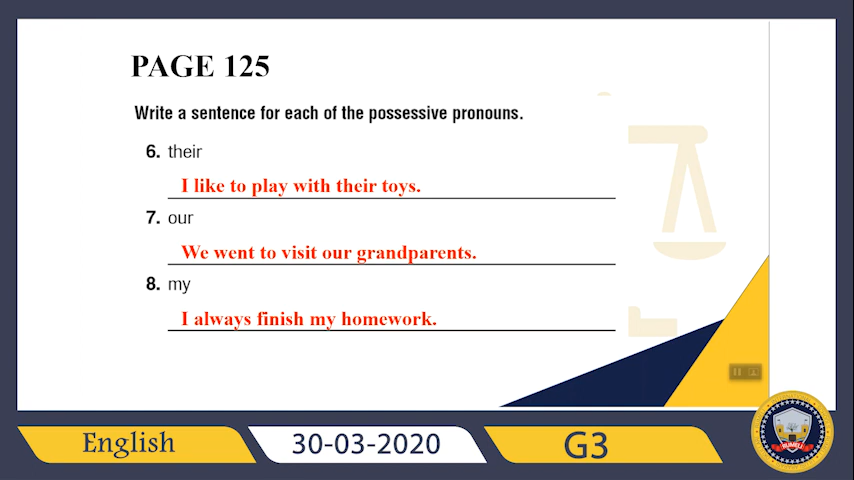 PAGE 125
Write a sentence for each of the possessive pronouns.
6. their
I like to play with their toys.
7. our
We went to visit our grandparents.
8. my
I always finish my homework.
English
30-03-2020
G3
RUMELI